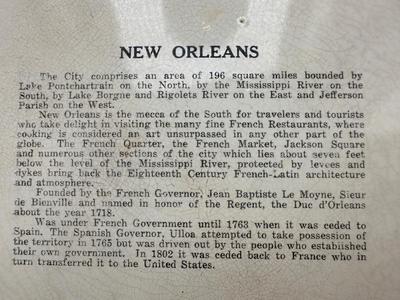 NEW ORLEANS
The City comprises an area of 196 square miles bounded by
Lake Pontchartrain on the North, by the Mississippi River on the
South, by Lake Borgne and Rigolets River on the East and Jefferson
Parish on the West.
New Orleans is the mecca of the South for travelers and tourists
who take delight in visiting the many fine French Restaurants, where
cooking is considered an art unsurpassed in any other part of the
globe. The French Quarter, the French Market, Jackson Square
and numerous other sections of the city which lies about seven feet
below the level of the Mississippi River, protected by levees and
dykes bring back the Eighteenth Century French-Latin architecture
and atmosphere.
Founded by the French Governor, Jean Baptiste Le Moyne, Sieur
de Bienville and named in honor of the Regent, the Duc d'Orleans
about the year 1718.
Was under French Government until 1763 when it was ceded to
Spain. The Spanish Governor, Ulloa attempted to take possession of
the territory in 1765 but was driven out by the people who established
their own government. In 1802 it was ceded back to France who in
turn transferred it to the United States.